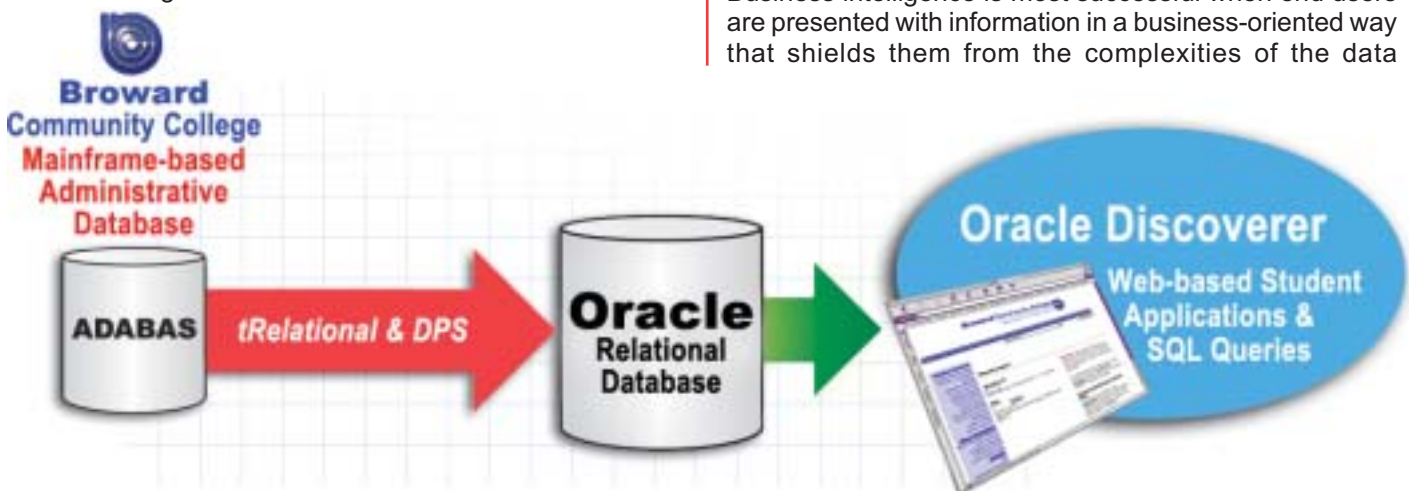 Business intelligence is most successful when end users
are presented with information in a business-oriented way
that shields them from the complexities of the data
Broward
Community College
Mainframe-based
Administrative
Database
ADABAS
tRelational & DPS
Oracle
Relational
Database
Oracle Discoverer
Web-based Student
Applications &
SQL Queries